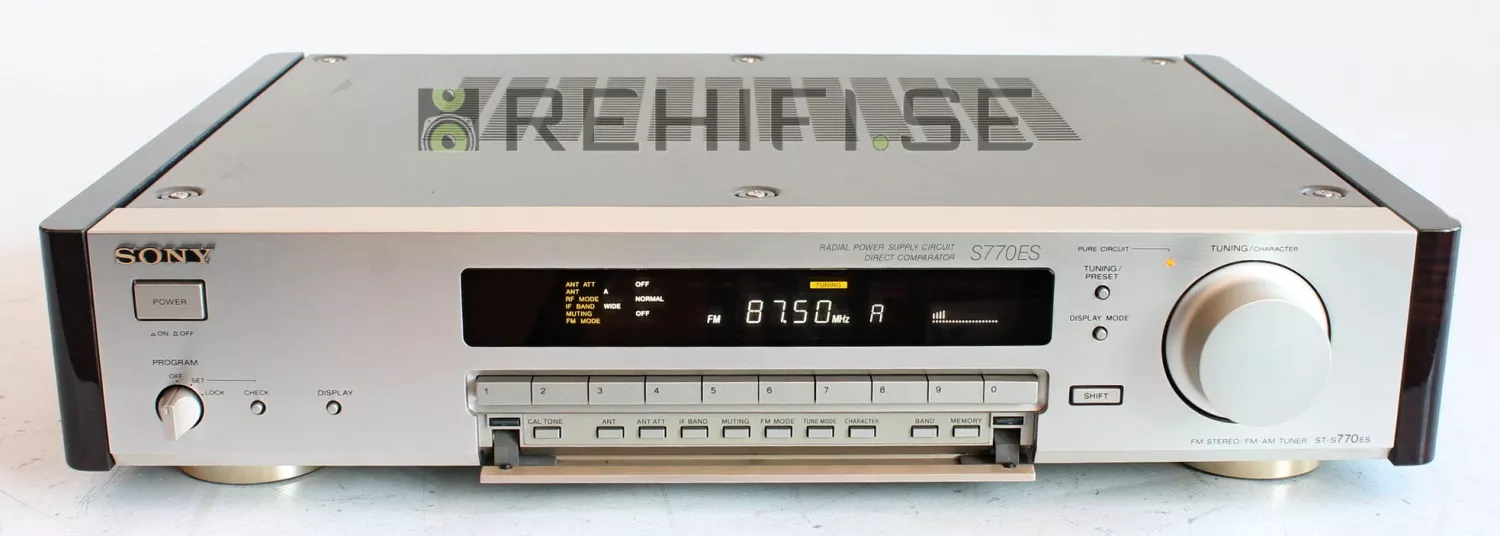 REHIFI.SE
SONY
RADIAL POWER SUPPLY CIRCUIT
DIRECT COMPARATOR
S770ES
PURE CIRCUIT
TUNING/CHARACTER
POWER
ON OFF
ANT ATT OFF
ANT A
RF MODE NORMAL
IF BAND WIDE
MUTING OFF
FM MODE
TUNING
FM 87.50 MHz A
TUNING/
PRESET
DISPLAY MODE
PROGRAM
OFF
SET
LOCK
CHECK
DISPLAY
1 2 3 4 5 6 7 8 9 0
SHIFT
CAL TONE ANT ANT ATT IF BAND MUTING FM MODE TUNE MODE CHARACTER BAND MEMORY
FM STEREO/FM-AM TUNER ST-S770ES